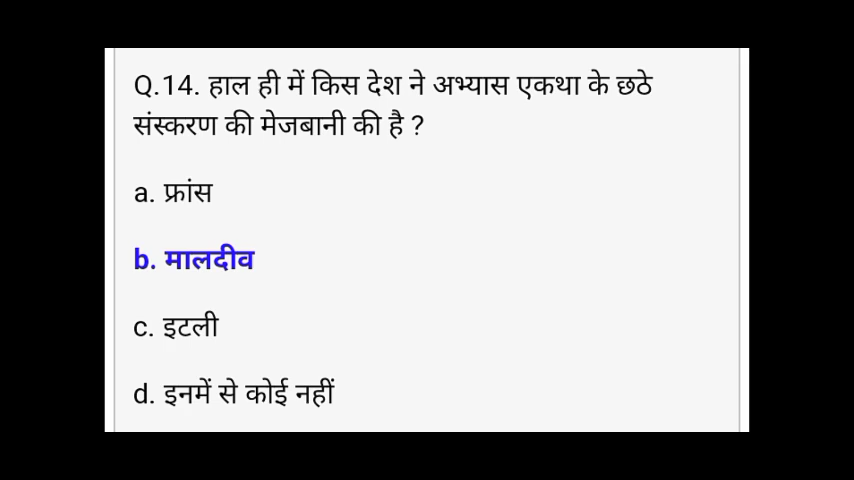 Q.14. हाल ही में किस देश ने अभ्यास एकथा के छठे
संस्करण की मेजबानी की है ?
a. फ्रांस
b. मालदीव
c. इटली
d. इनमें से कोई नहीं